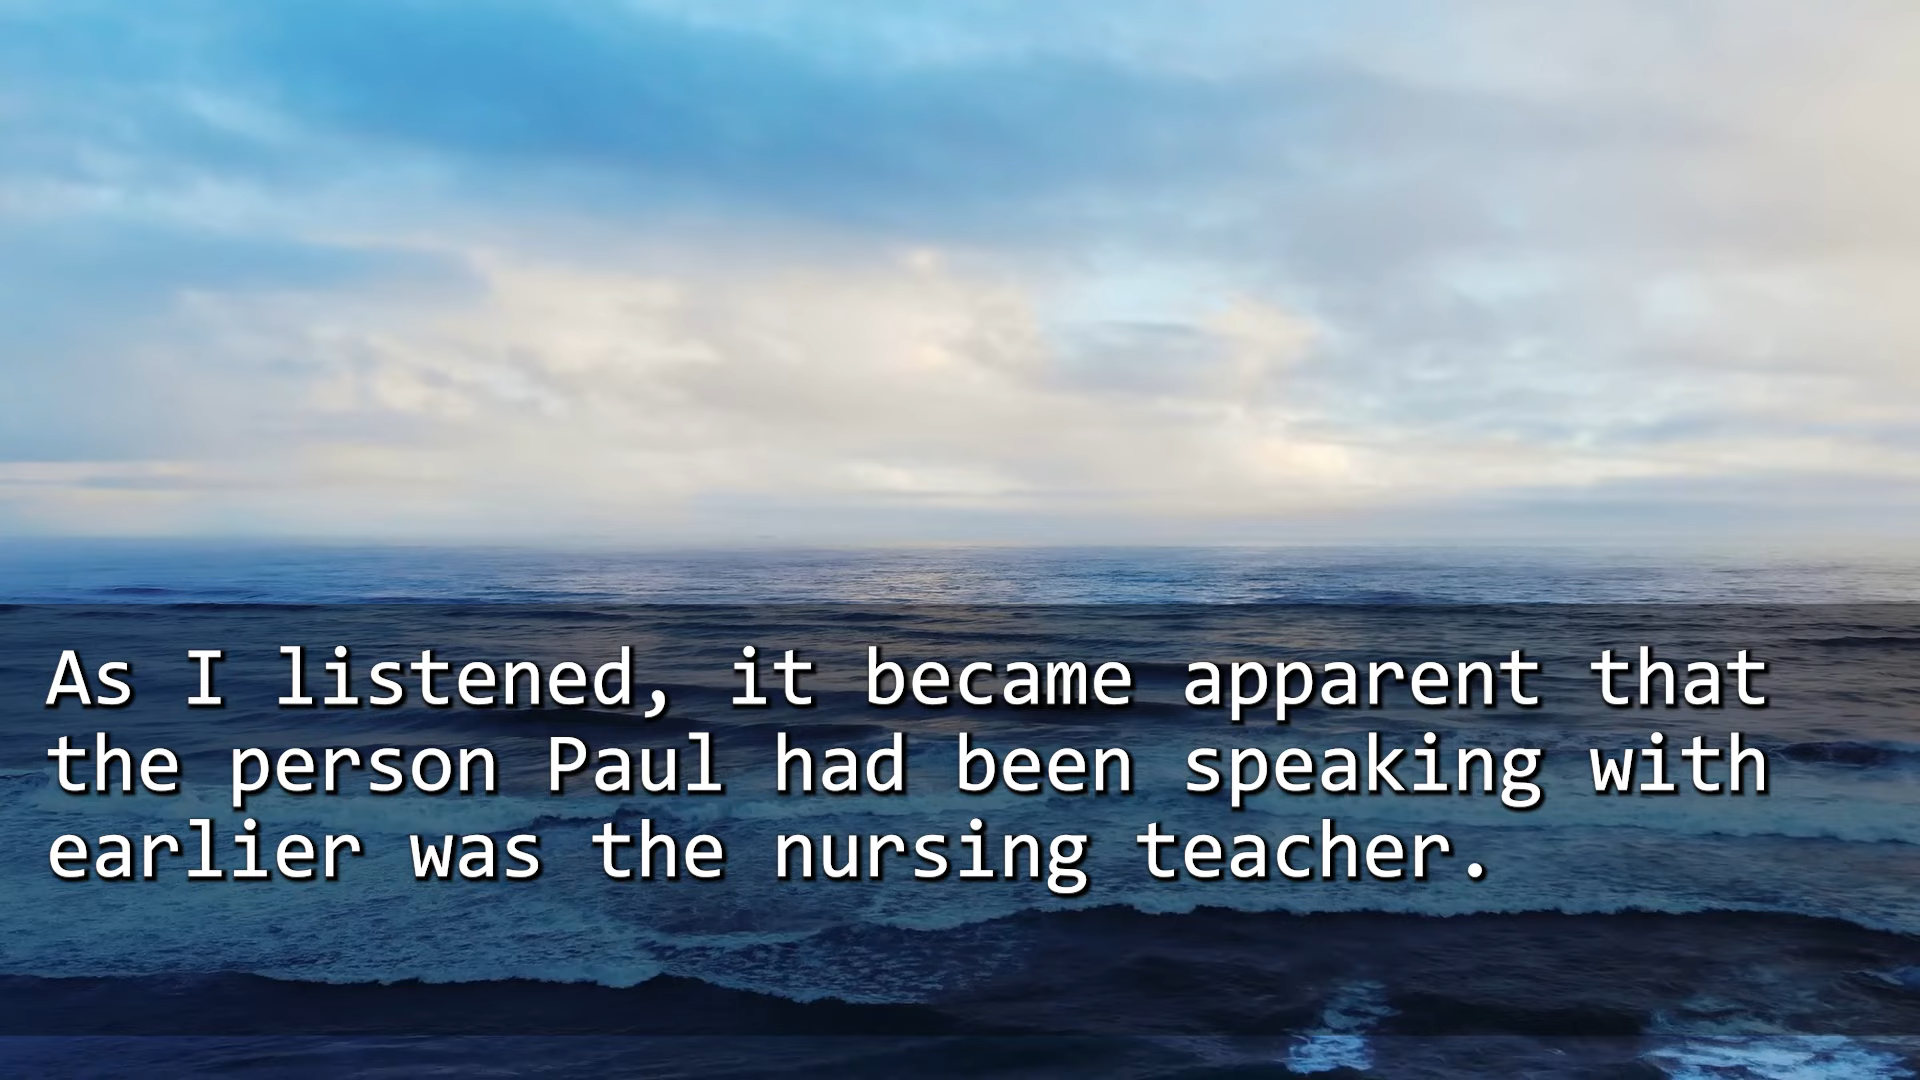 As I listened, it became apparent that
the person Paul had been speaking with
earlier was the nursing teacher.